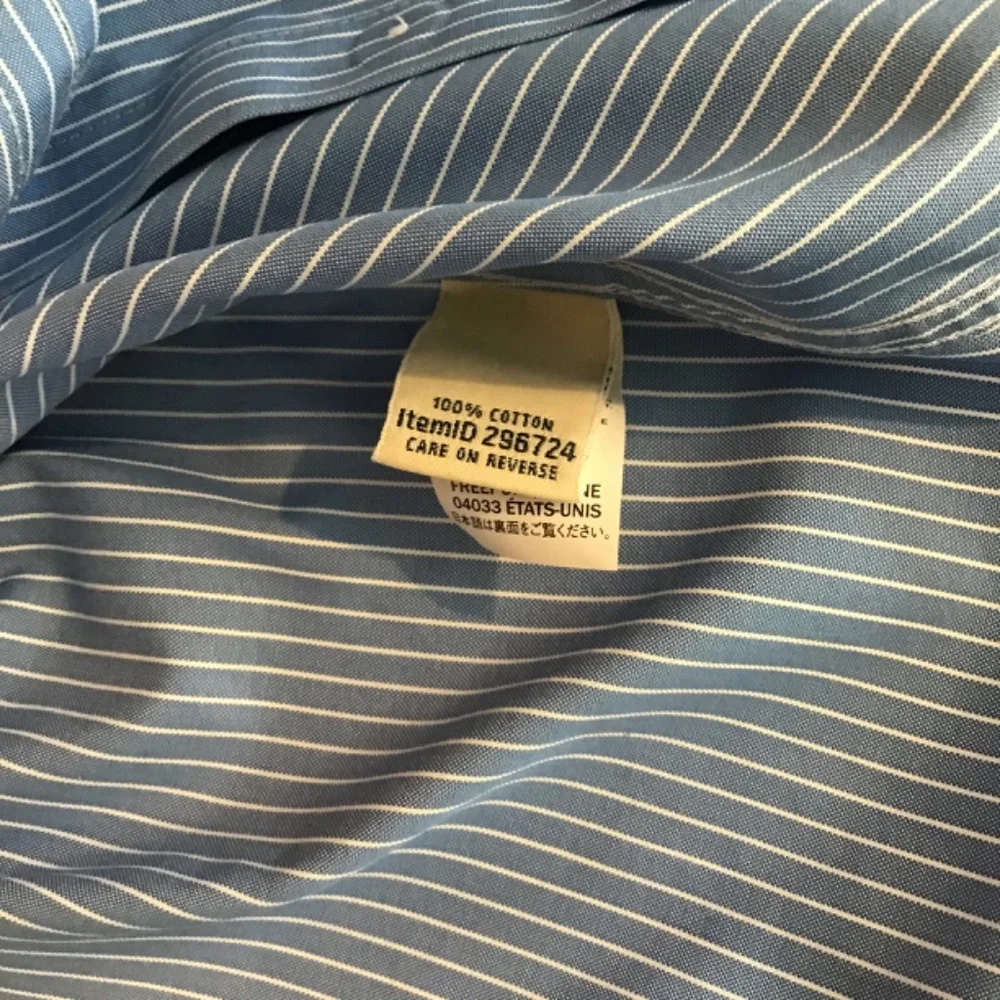 100% COTTON
ItemID 296724
CARE ON REVERSE
04033 ÉTATS-UNIS
日本語は裏面をご覧ください。